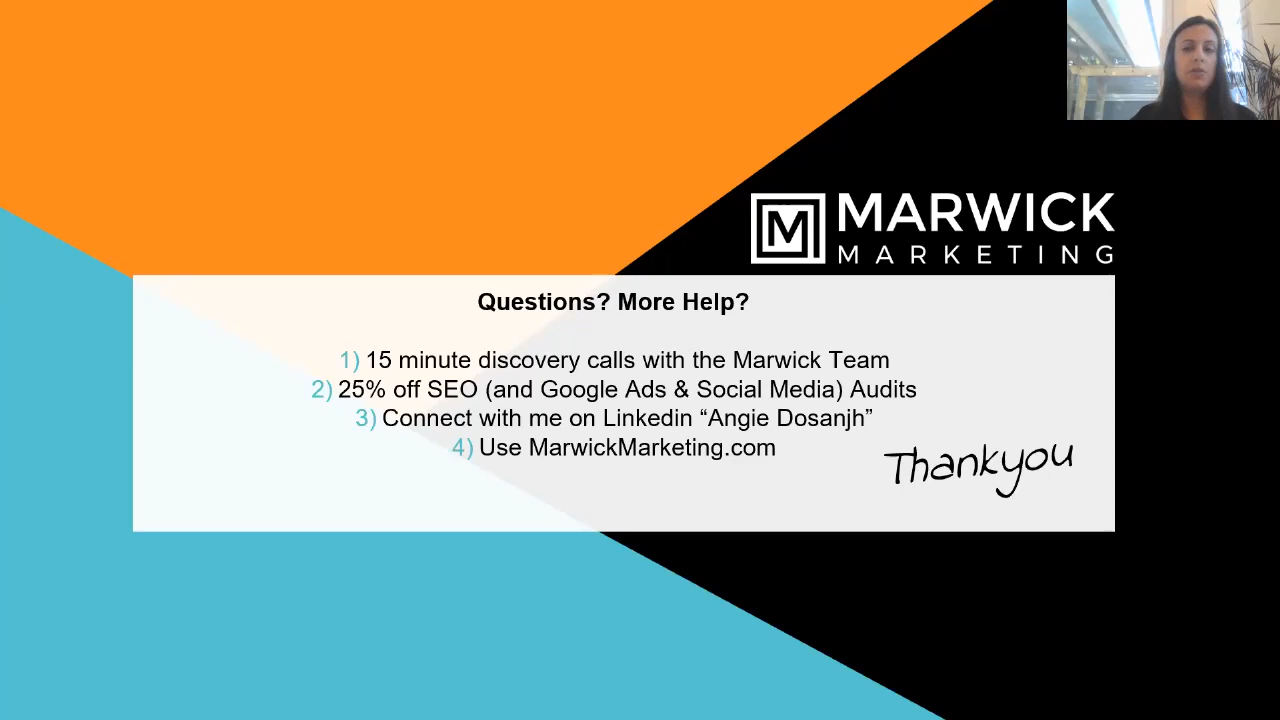 M MARWICK
MARKETING
Questions? More Help?
1) 15 minute discovery calls with the Marwick Team
2) 25% off SEO (and Google Ads & Social Media) Audits
3) Connect with me on Linkedin “Angie Dosanjh”
4) Use MarwickMarketing.com
Thankyou